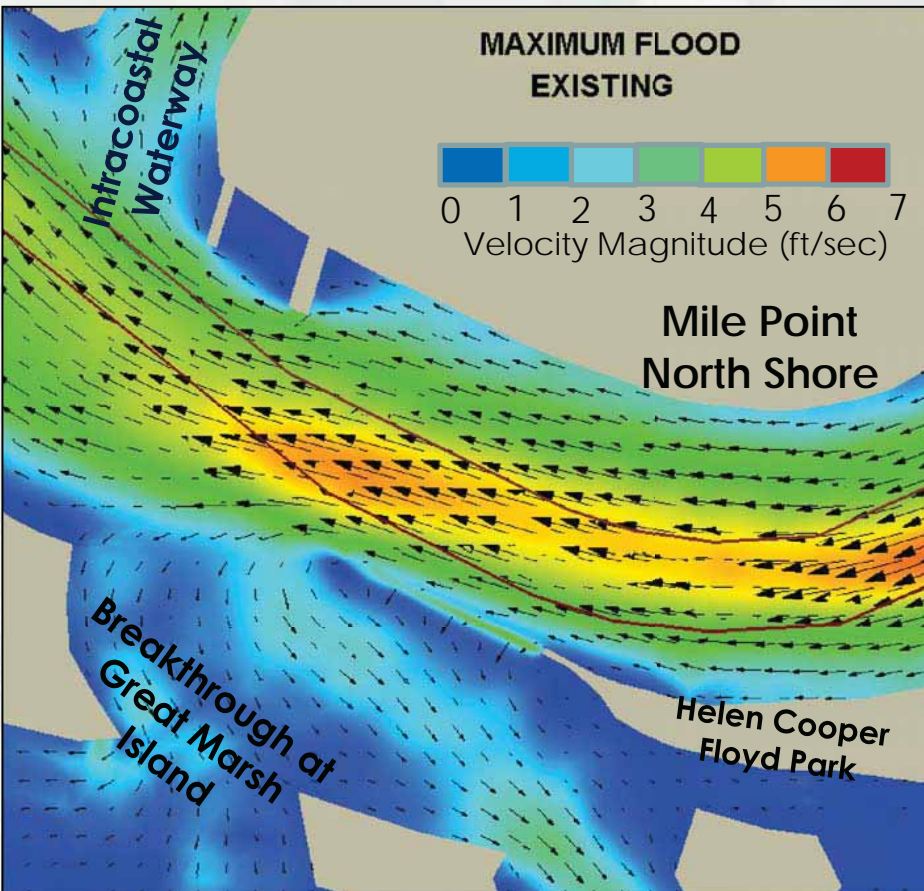 MAXIMUM FLOOD
EXISTING
Intracoastal
Waterway
0 1 2 3 4 5 6 7
Velocity Magnitude (ft/sec)
Mile Point
North Shore
Breakthrough at
Great Marsh
Island
Helen Cooper
Floyd Park